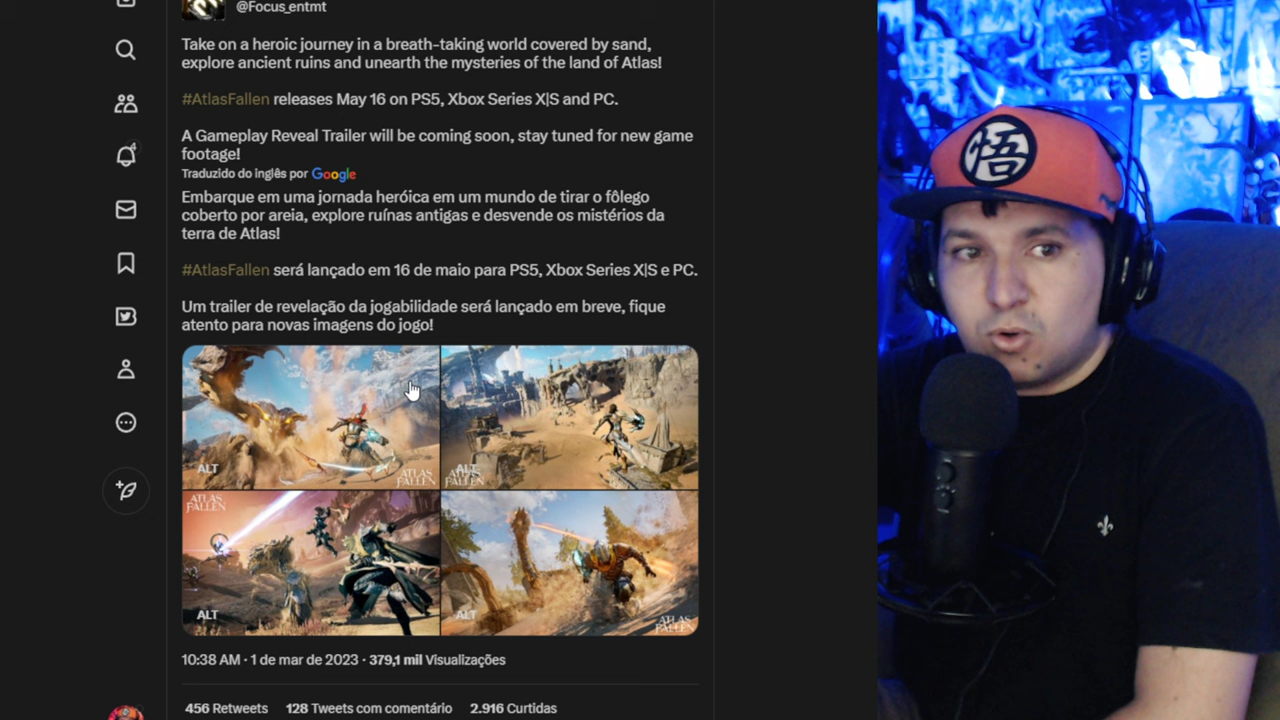 @Focus_entmt
Take on a heroic journey in a breath-taking world covered by sand,
explore ancient ruins and unearth the mysteries of the land of Atlas!
#AtlasFallen releases May 16 on PS5, Xbox Series X|S and PC.
A Gameplay Reveal Trailer will be coming soon, stay tuned for new game
footage!
Traduzido do inglês por Google
Embarque em uma jornada heróica em um mundo de tirar o fôlego
coberto por areia, explore ruínas antigas e desvende os mistérios da
terra de Atlas!
#AtlasFallen será lançado em 16 de maio para PS5, Xbox Series X|S e PC.
Um trailer de revelação da jogabilidade será lançado em breve, fique
atento para novas imagens do jogo!
ALT
ATLAS
FALLEN
ALT
ATLAS
FALLEN
ATLAS
FALLEN
ALT
ALT
ATLAS
FALLEN
10:38 AM · 1 de mar de 2023 · 379,1 mil Visualizações
456 Retweets 128 Tweets com comentário 2.916 Curtidas
4
悟